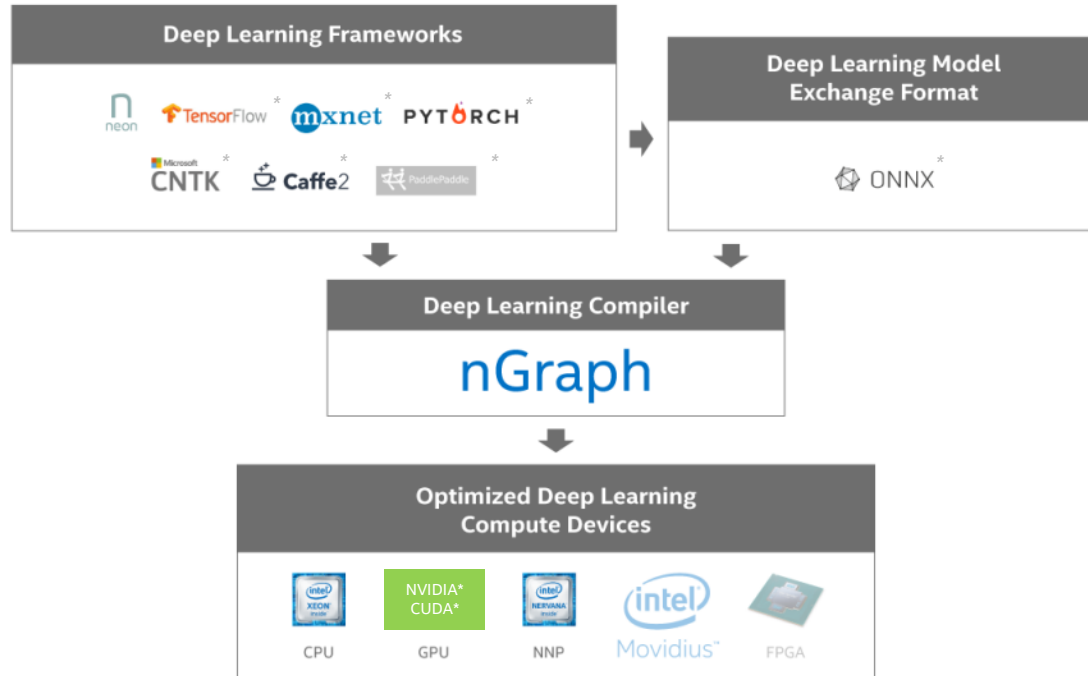 Deep Learning Frameworks
n
neon
TensorFlow *
mxnet *
PYTORCH *
Microsoft
CNTK *
Caffe2 *
PaddlePaddle *
Deep Learning Model
Exchange Format
ONNX *
Deep Learning Compiler
nGraph
Optimized Deep Learning
Compute Devices
intel
XEON
inside
CPU
NVIDIA*
CUDA*
GPU
intel
NERVANA
inside
NNP
intel
Movidius™
FPGA